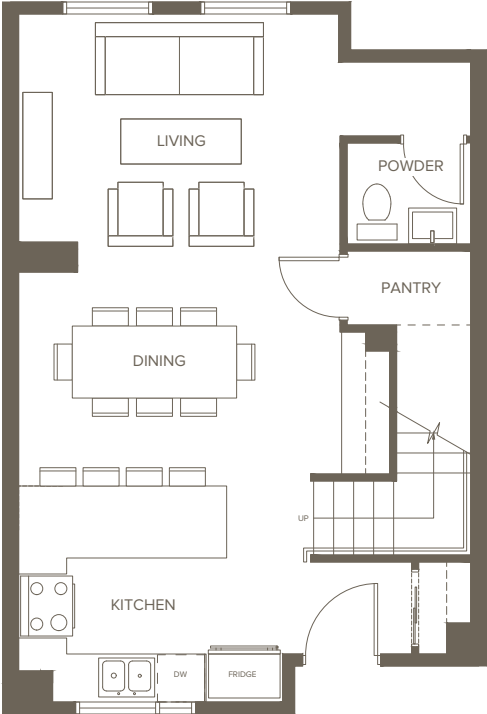 LIVING
POWDER
PANTRY
DINING
UP
KITCHEN
DW
FRIDGE